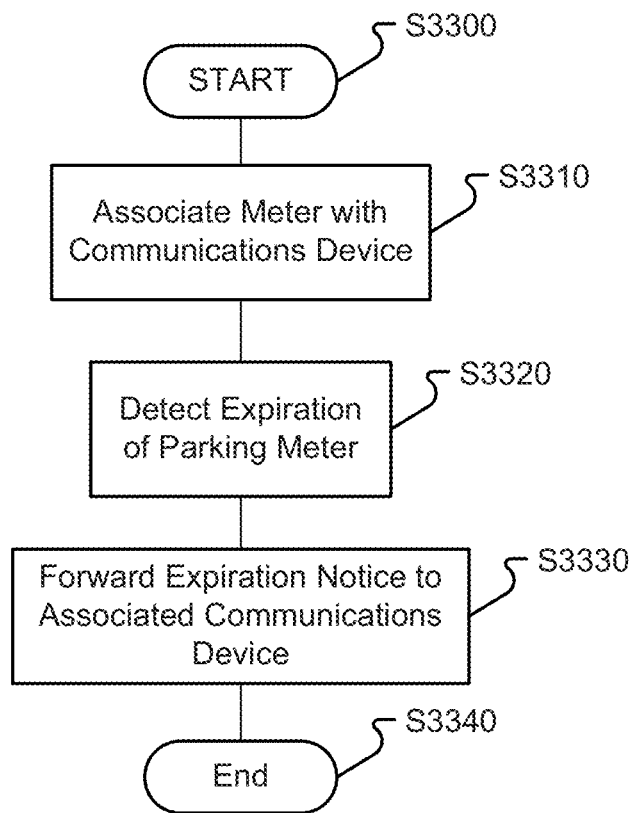 S3300
START
S3310
Associate Meter with
Communications Device
S3320
Detect Expiration
of Parking Meter
S3330
Forward Expiration Notice to
Associated Communications
Device
S3340
End